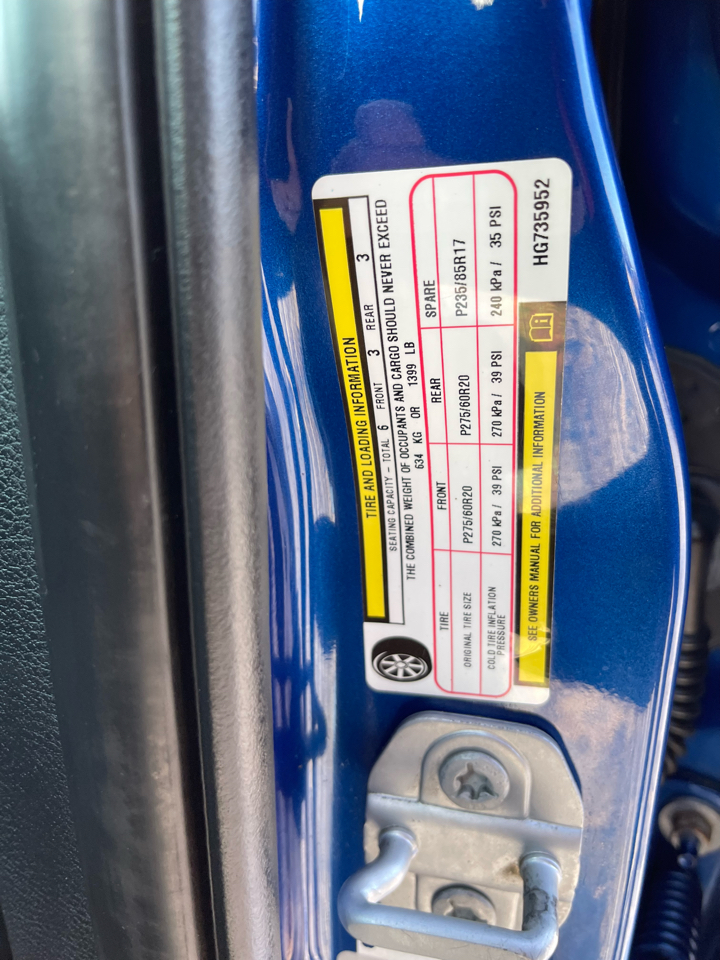 TIRE AND LOADING INFORMATION
SEATING CAPACITY - TOTAL 6 FRONT 3 REAR 3
THE COMBINED WEIGHT OF OCCUPANTS AND CARGO SHOULD NEVER EXCEED
634 KG OR 1399 LB
TIRE FRONT REAR SPARE
ORIGINAL TIRE SIZE P275/60R20 P275/60R20 P235/85R17
COLD TIRE INFLATION
PRESSURE 270 kPa / 39 PSI 270 kPa / 39 PSI 240 kPa / 35 PSI
SEE OWNERS MANUAL FOR ADDITIONAL INFORMATION
HG735952